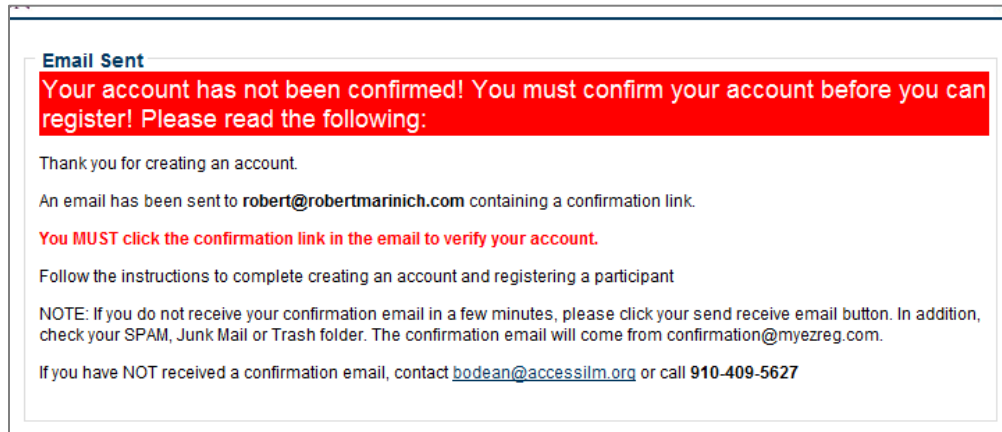 Email Sent
Your account has not been confirmed! You must confirm your account before you can
register! Please read the following:
Thank you for creating an account.
An email has been sent to robert@robertmarinich.com containing a confirmation link.
You MUST click the confirmation link in the email to verify your account.
Follow the instructions to complete creating an account and registering a participant
NOTE: If you do not receive your confirmation email in a few minutes, please click your send receive email button. In addition,
check your SPAM, Junk Mail or Trash folder. The confirmation email will come from confirmation@myezreg.com.
If you have NOT received a confirmation email, contact bodean@accessilm.org or call 910-409-5627